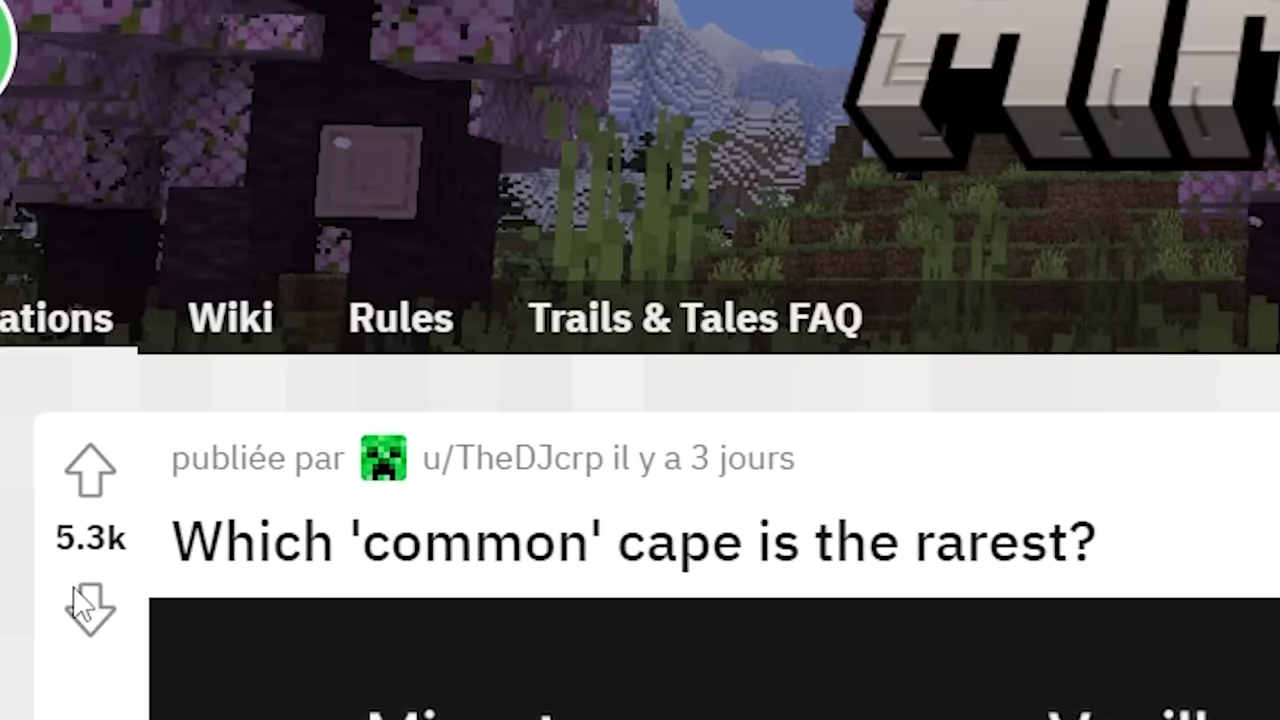 ations Wiki Rules Trails & Tales FAQ
publiée par u/TheDJcrp il y a 3 jours
5.3k
Which 'common' cape is the rarest?